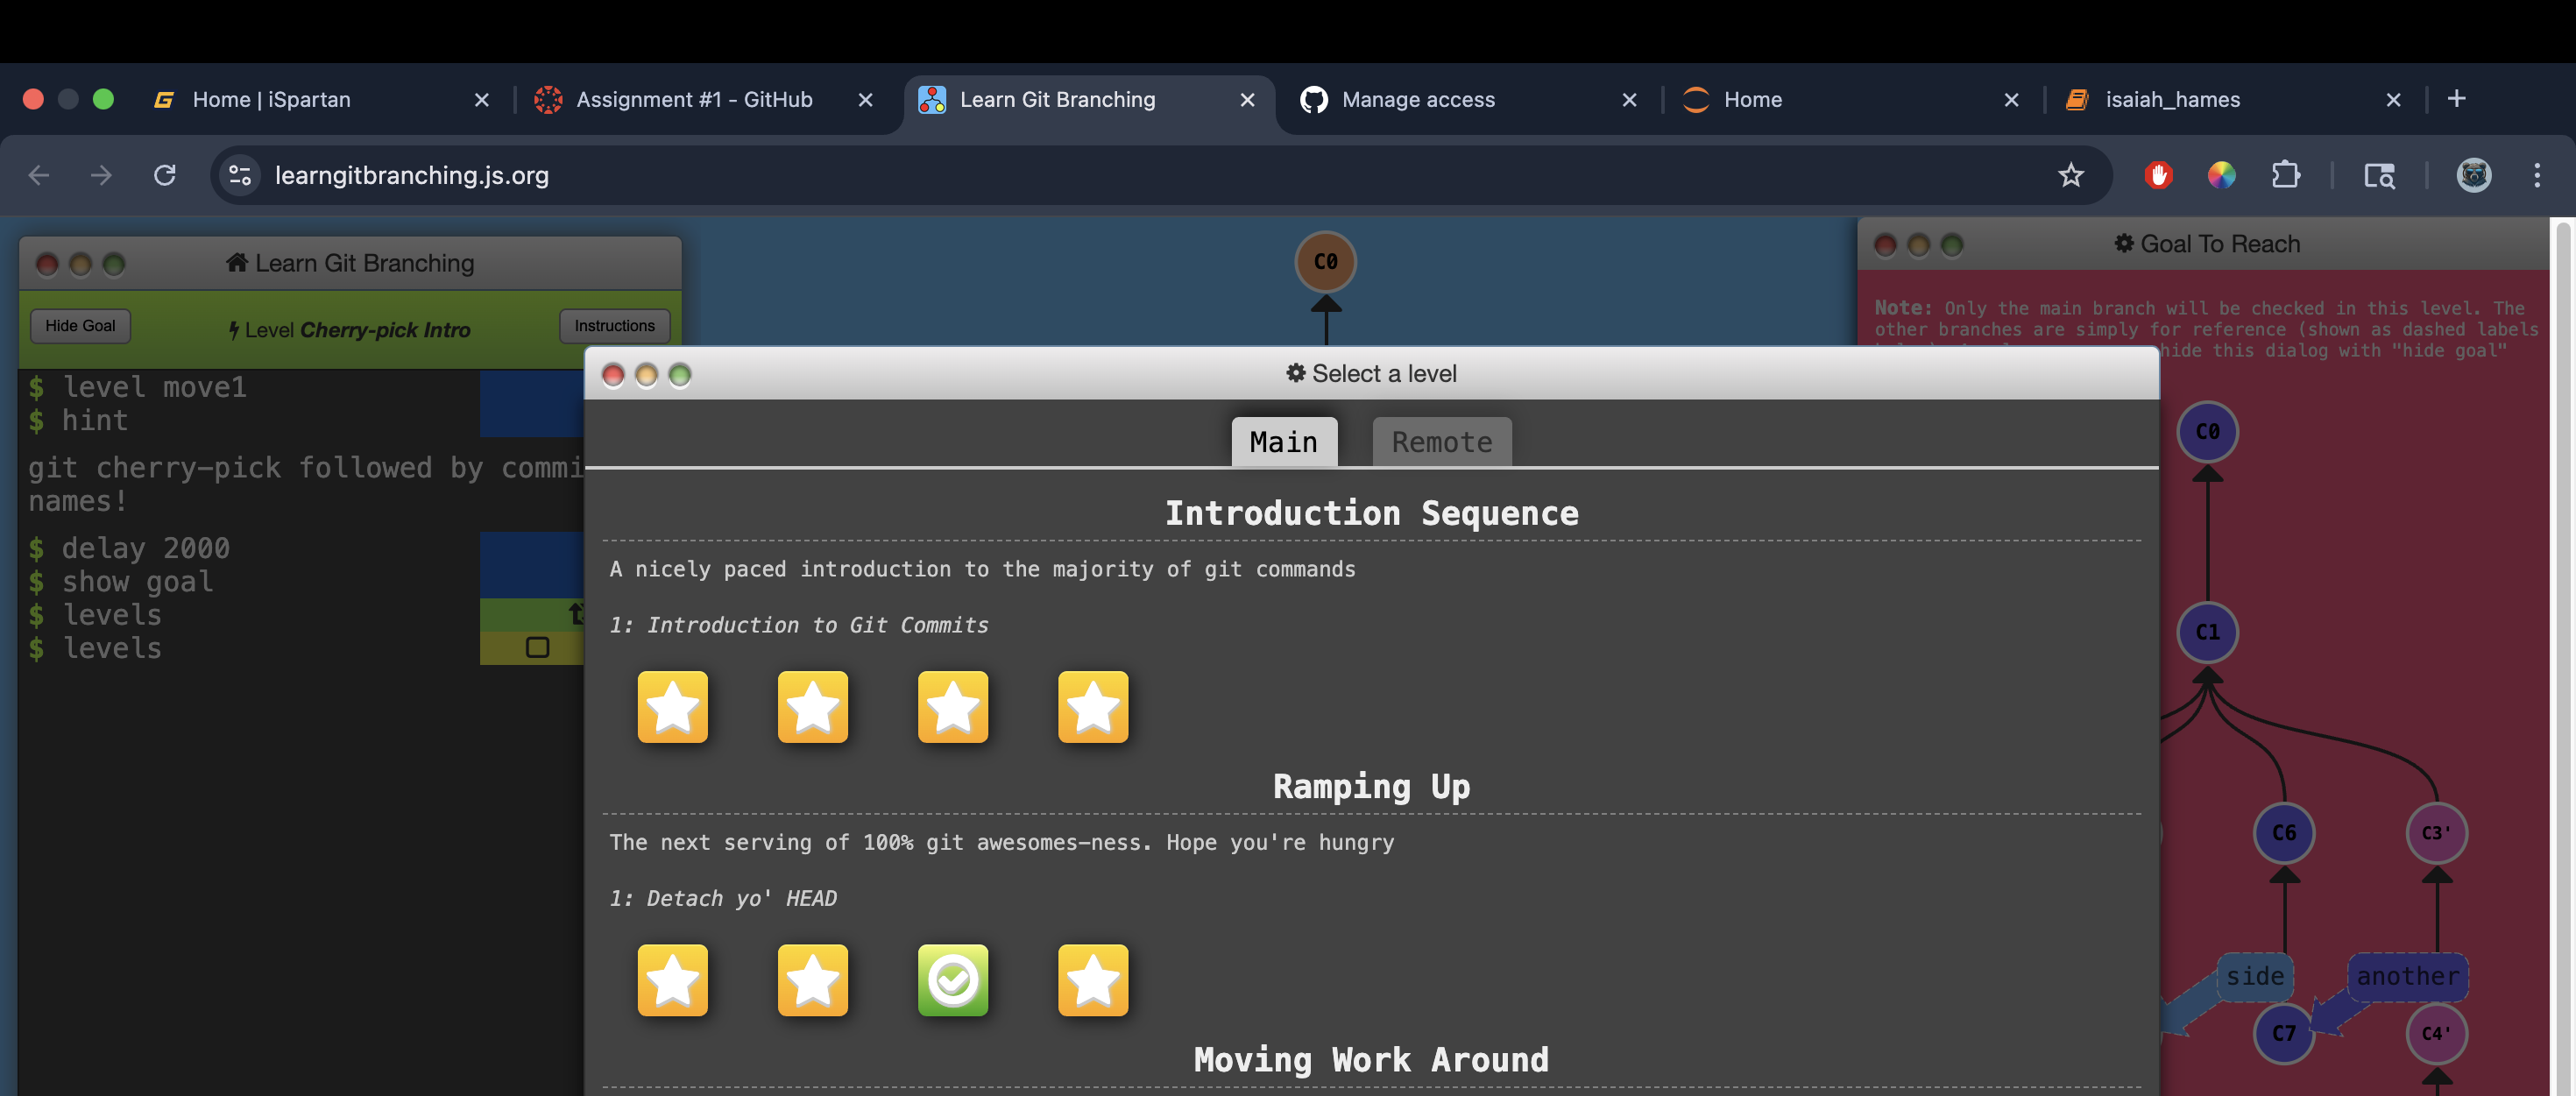 Home | iSpartan
Assignment #1 - GitHub
Learn Git Branching
Manage access
Home
isaiah_hames
learngitbranching.js.org
Learn Git Branching
Hide Goal
Level Cherry-pick Intro
Instructions
$ level move1
$ hint
git cherry-pick followed by commi
names!
$ delay 2000
$ show goal
$ levels
$ levels
C0
Goal To Reach
Note: Only the main branch will be checked in this level. The
other branches are simply for reference (shown as dashed labels
hide this dialog with "hide goal"
Select a level
Main
Remote
Introduction Sequence
A nicely paced introduction to the majority of git commands
1: Introduction to Git Commits
Ramping Up
The next serving of 100% git awesomes-ness. Hope you're hungry
1: Detach yo' HEAD
Moving Work Around
C0
C1
C6
C3'
side
another
C7
C4'